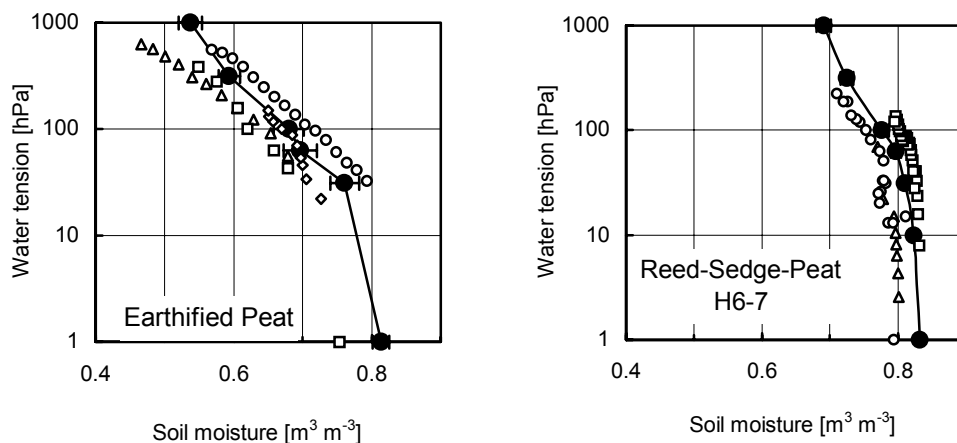 1000
100
10
1
Water tension [hPa]
Earthified Peat
0.4
0.6
0.8
Soil moisture [m³ m⁻³]
1000
100
10
1
Water tension [hPa]
Reed-Sedge-Peat
H6-7
0.4
0.6
0.8
Soil moisture [m³ m⁻³]